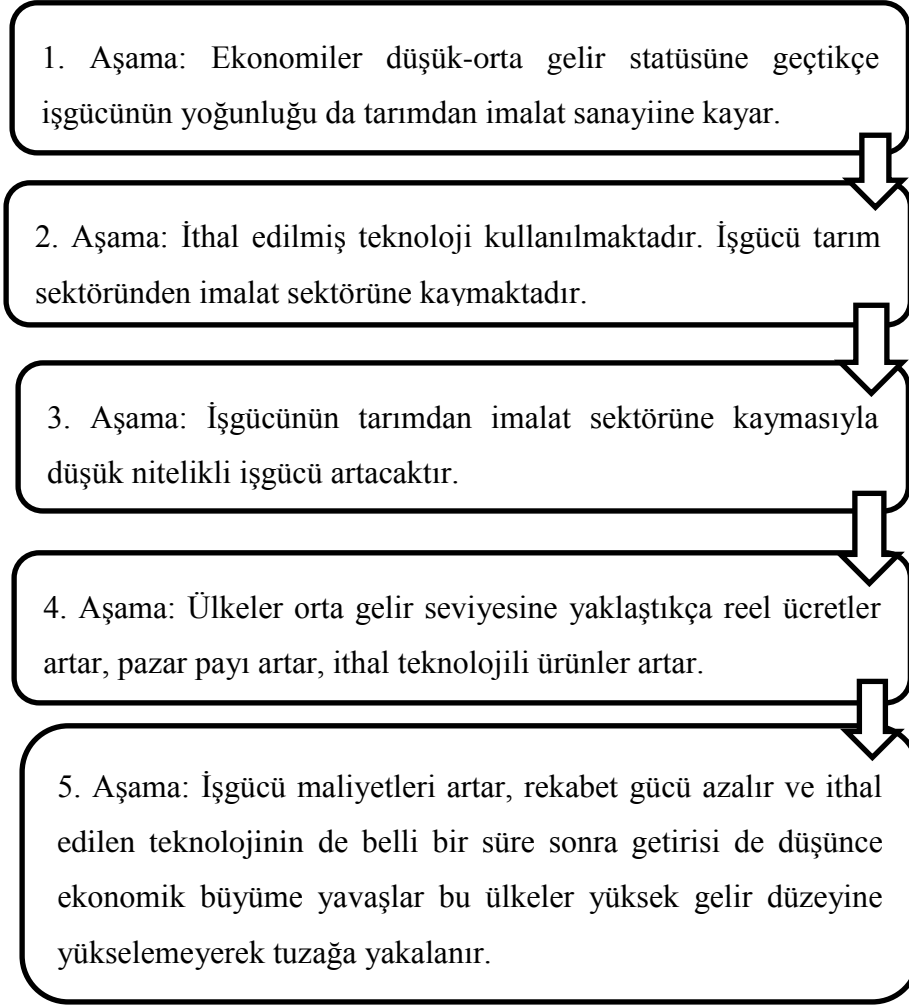 1. Aşama: Ekonomiler düşük-orta gelir statüsüne geçtikçe
işgücünün yoğunluğu da tarımdan imalat sanayiine kayar.
2. Aşama: İthal edilmiş teknoloji kullanılmaktadır. İşgücü tarım
sektöründen imalat sektörüne kaymaktadır.
3. Aşama: İşgücünün tarımdan imalat sektörüne kaymasıyla
düşük nitelikli işgücü artacaktır.
4. Aşama: Ülkeler orta gelir seviyesine yaklaştıkça reel ücretler
artar, pazar payı artar, ithal teknolojili ürünler artar.
5. Aşama: İşgücü maliyetleri artar, rekabet gücü azalır ve ithal
edilen teknolojinin de belli bir süre sonra getirisi de düşünce
ekonomik büyüme yavaşlar bu ülkeler yüksek gelir düzeyine
yükselemeyerek tuzağa yakalanır.